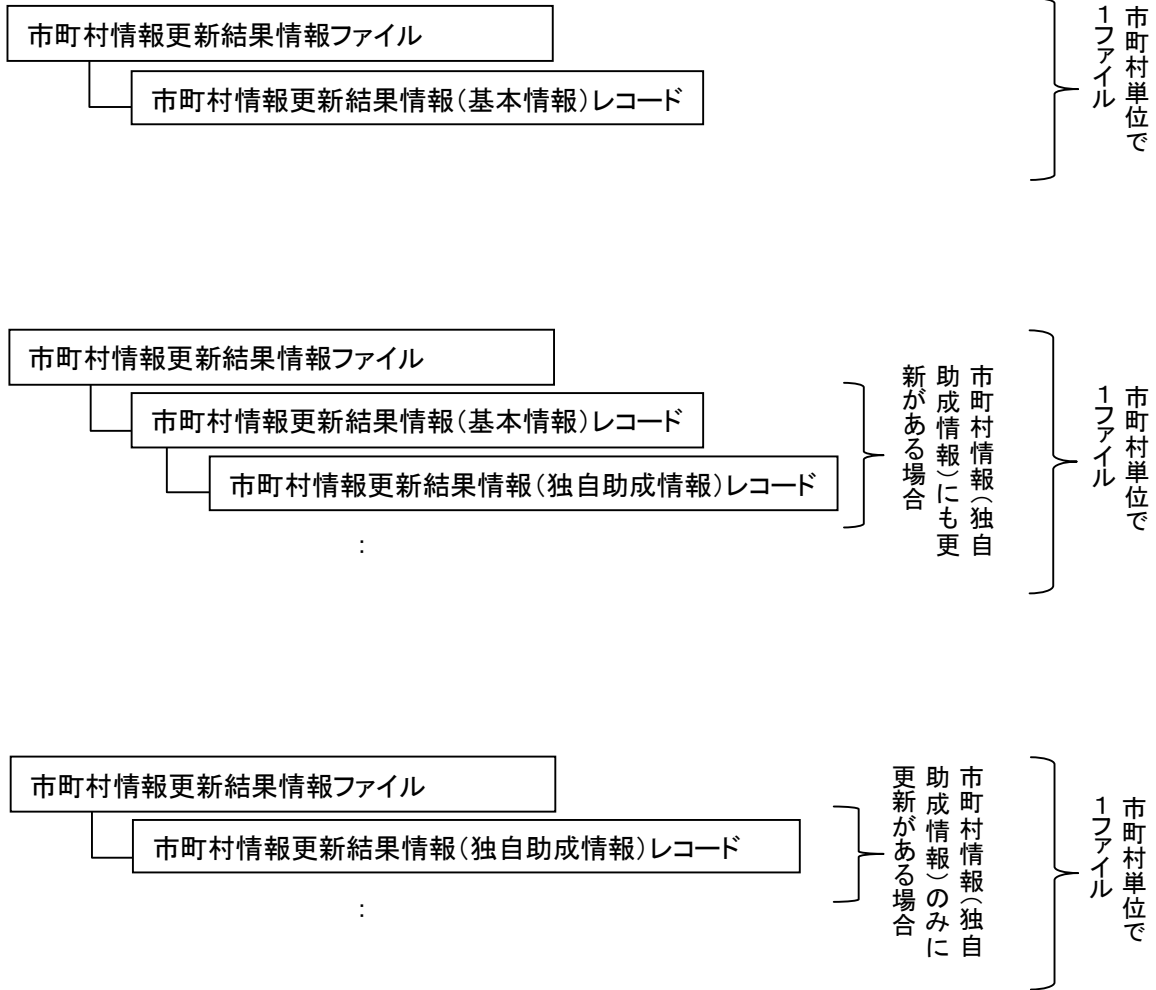 市町村情報更新結果情報ファイル
市町村情報更新結果情報(基本情報)レコード
市町村単位で
1ファイル
市町村情報更新結果情報ファイル
市町村情報更新結果情報(基本情報)レコード
市町村情報更新結果情報(独自助成情報)レコード
:
市町村情報(独自
助成情報)にも更
新がある場合
市町村単位で
1ファイル
市町村情報更新結果情報ファイル
市町村情報更新結果情報(独自助成情報)レコード
:
市町村情報(独自
助成情報)のみに
更新がある場合
市町村単位で
1ファイル